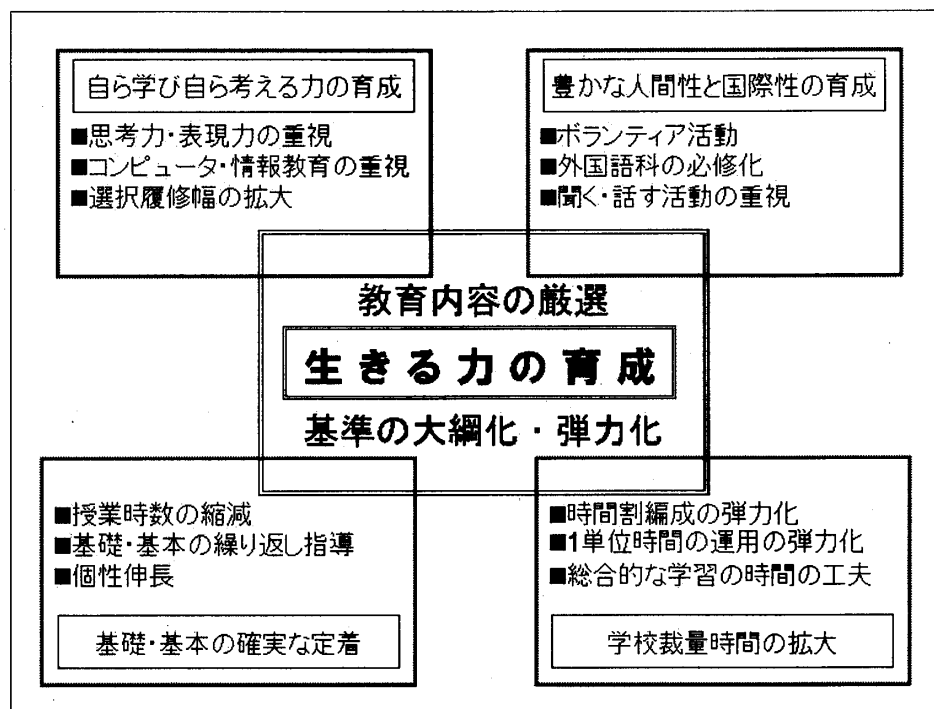 自ら学び自ら考える力の育成
■思考力・表現力の重視
■コンピュータ・情報教育の重視
■選択履修幅の拡大
豊かな人間性と国際性の育成
■ボランティア活動
■外国語科の必修化
■聞く・話す活動の重視
教育内容の厳選
生きる力の育成
基準の大綱化・弾力化
■授業時数の縮減
■基礎・基本の繰り返し指導
■個性伸長
基礎・基本の確実な定着
■時間割編成の弾力化
■1単位時間の運用の弾力化
■総合的な学習の時間の工夫
学校裁量時間の拡大